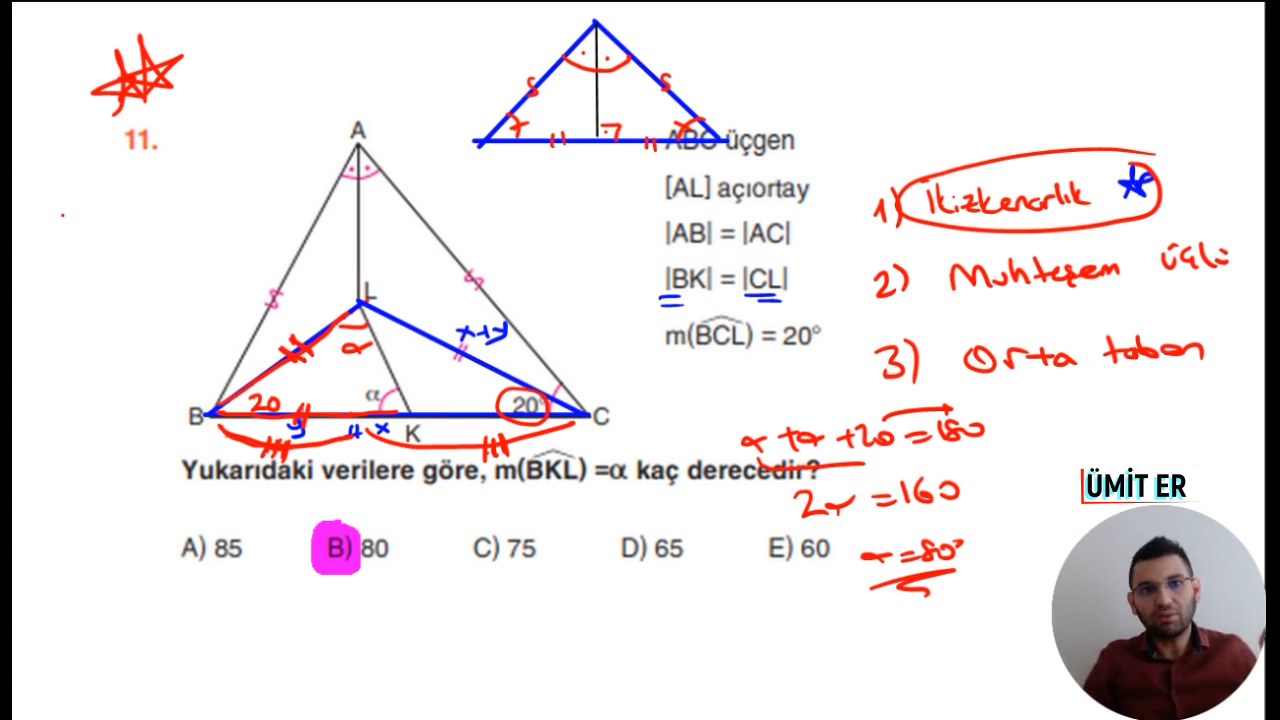 11.
A
ABC üçgen
[AL] açıortay
|AB| = |AC|
|BK| = |CL|
m(BCL) = 20°
1) İkizkenarlık
2) Muhteşem üçlü
3) Orta taban
L
α
x+y
B
20
α
20°
C
y
x
K
α + α + 20 = 180
2α = 160
α = 80°
Yukarıdaki verilere göre, m(BKL) =α kaç derecedir?
A) 85 B) 80 C) 75 D) 65 E) 60
ÜMİT ER